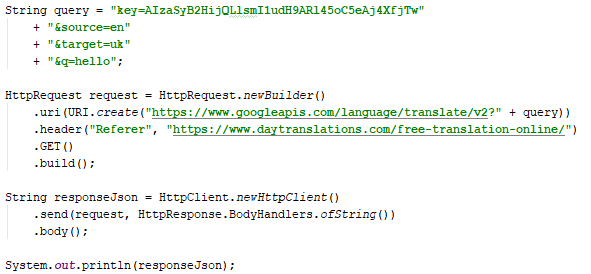 String query = "key=
+ "&source=en"
+ "&target=uk"
+ "&q=hello";
HttpRequest request = HttpRequest.newBuilder()
.uri(URI.create("https://www.googleapis.com/language/translate/v2?" + query))
.header("Referer", "https://www.daytranslations.com/free-translation-online/")
.GET()
.build();
String responseJson = HttpClient.newHttpClient()
.send(request, HttpResponse.BodyHandlers.ofString())
.body();
System.out.println(responseJson);